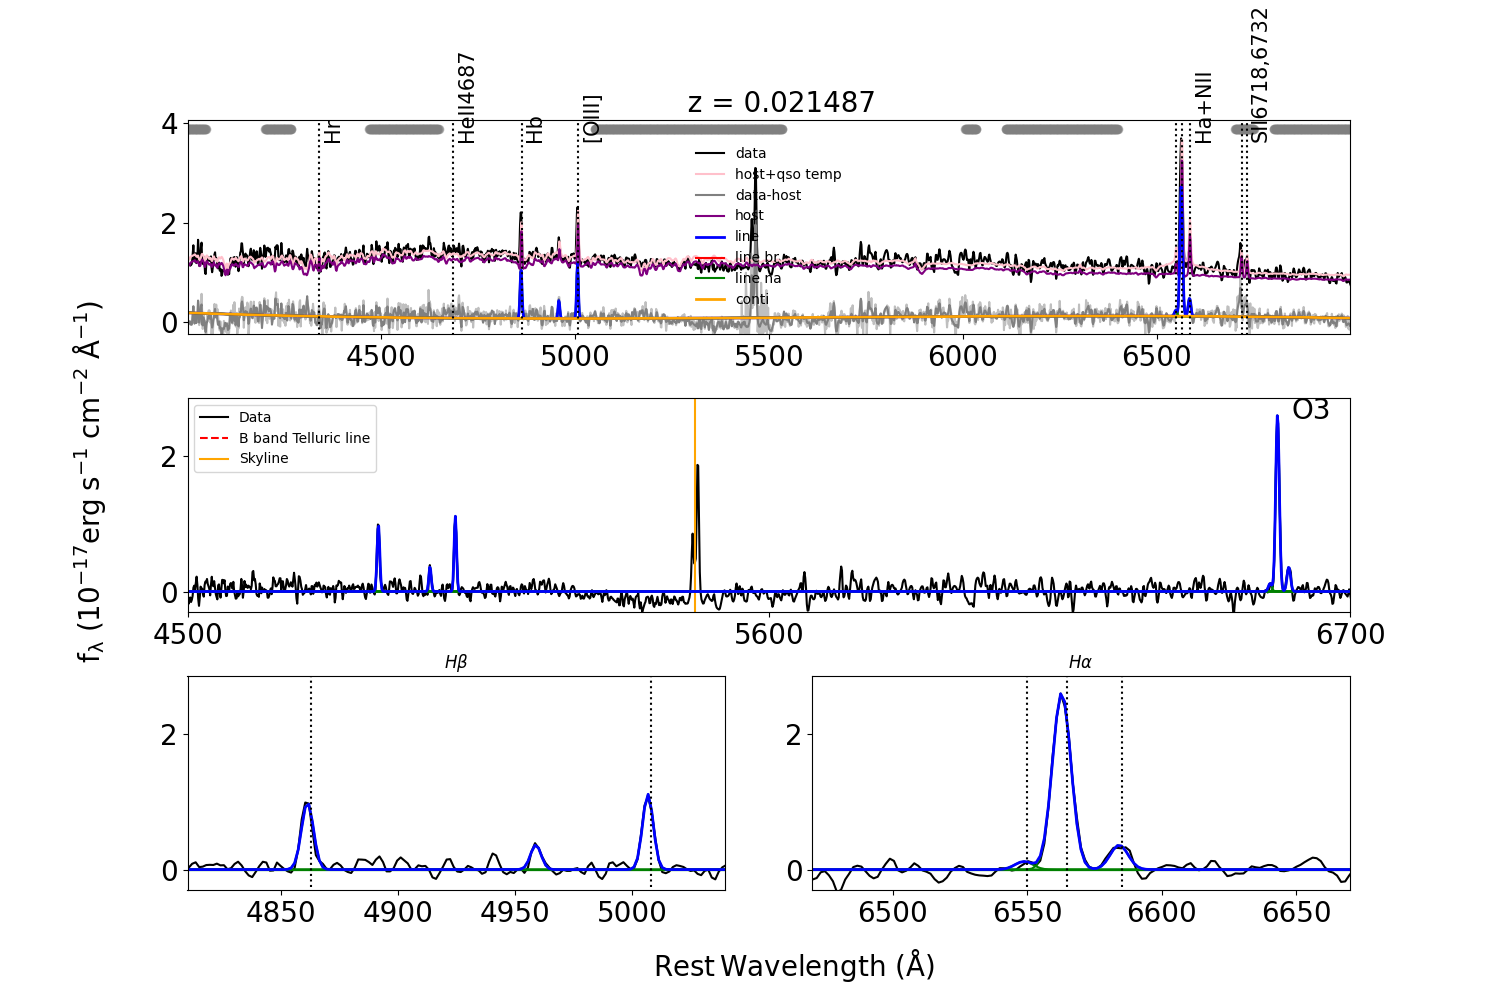 z = 0.021487
Hr
HeII4687
Hb
[OIII]
Ha+NII
SII6718,6732
4
2
0
data
host+qso temp
data-host
host
line
line br
line na
conti
4500 5000 5500 6000 6500
fλ (10⁻¹⁷erg s⁻¹ cm⁻² Å⁻¹)
Data
B band Telluric line
Skyline
O3
2
0
4500 5600 6700
Hβ
2
0
4850 4900 4950 5000
Hα
2
0
6500 6550 6600 6650
Rest Wavelength (Å)